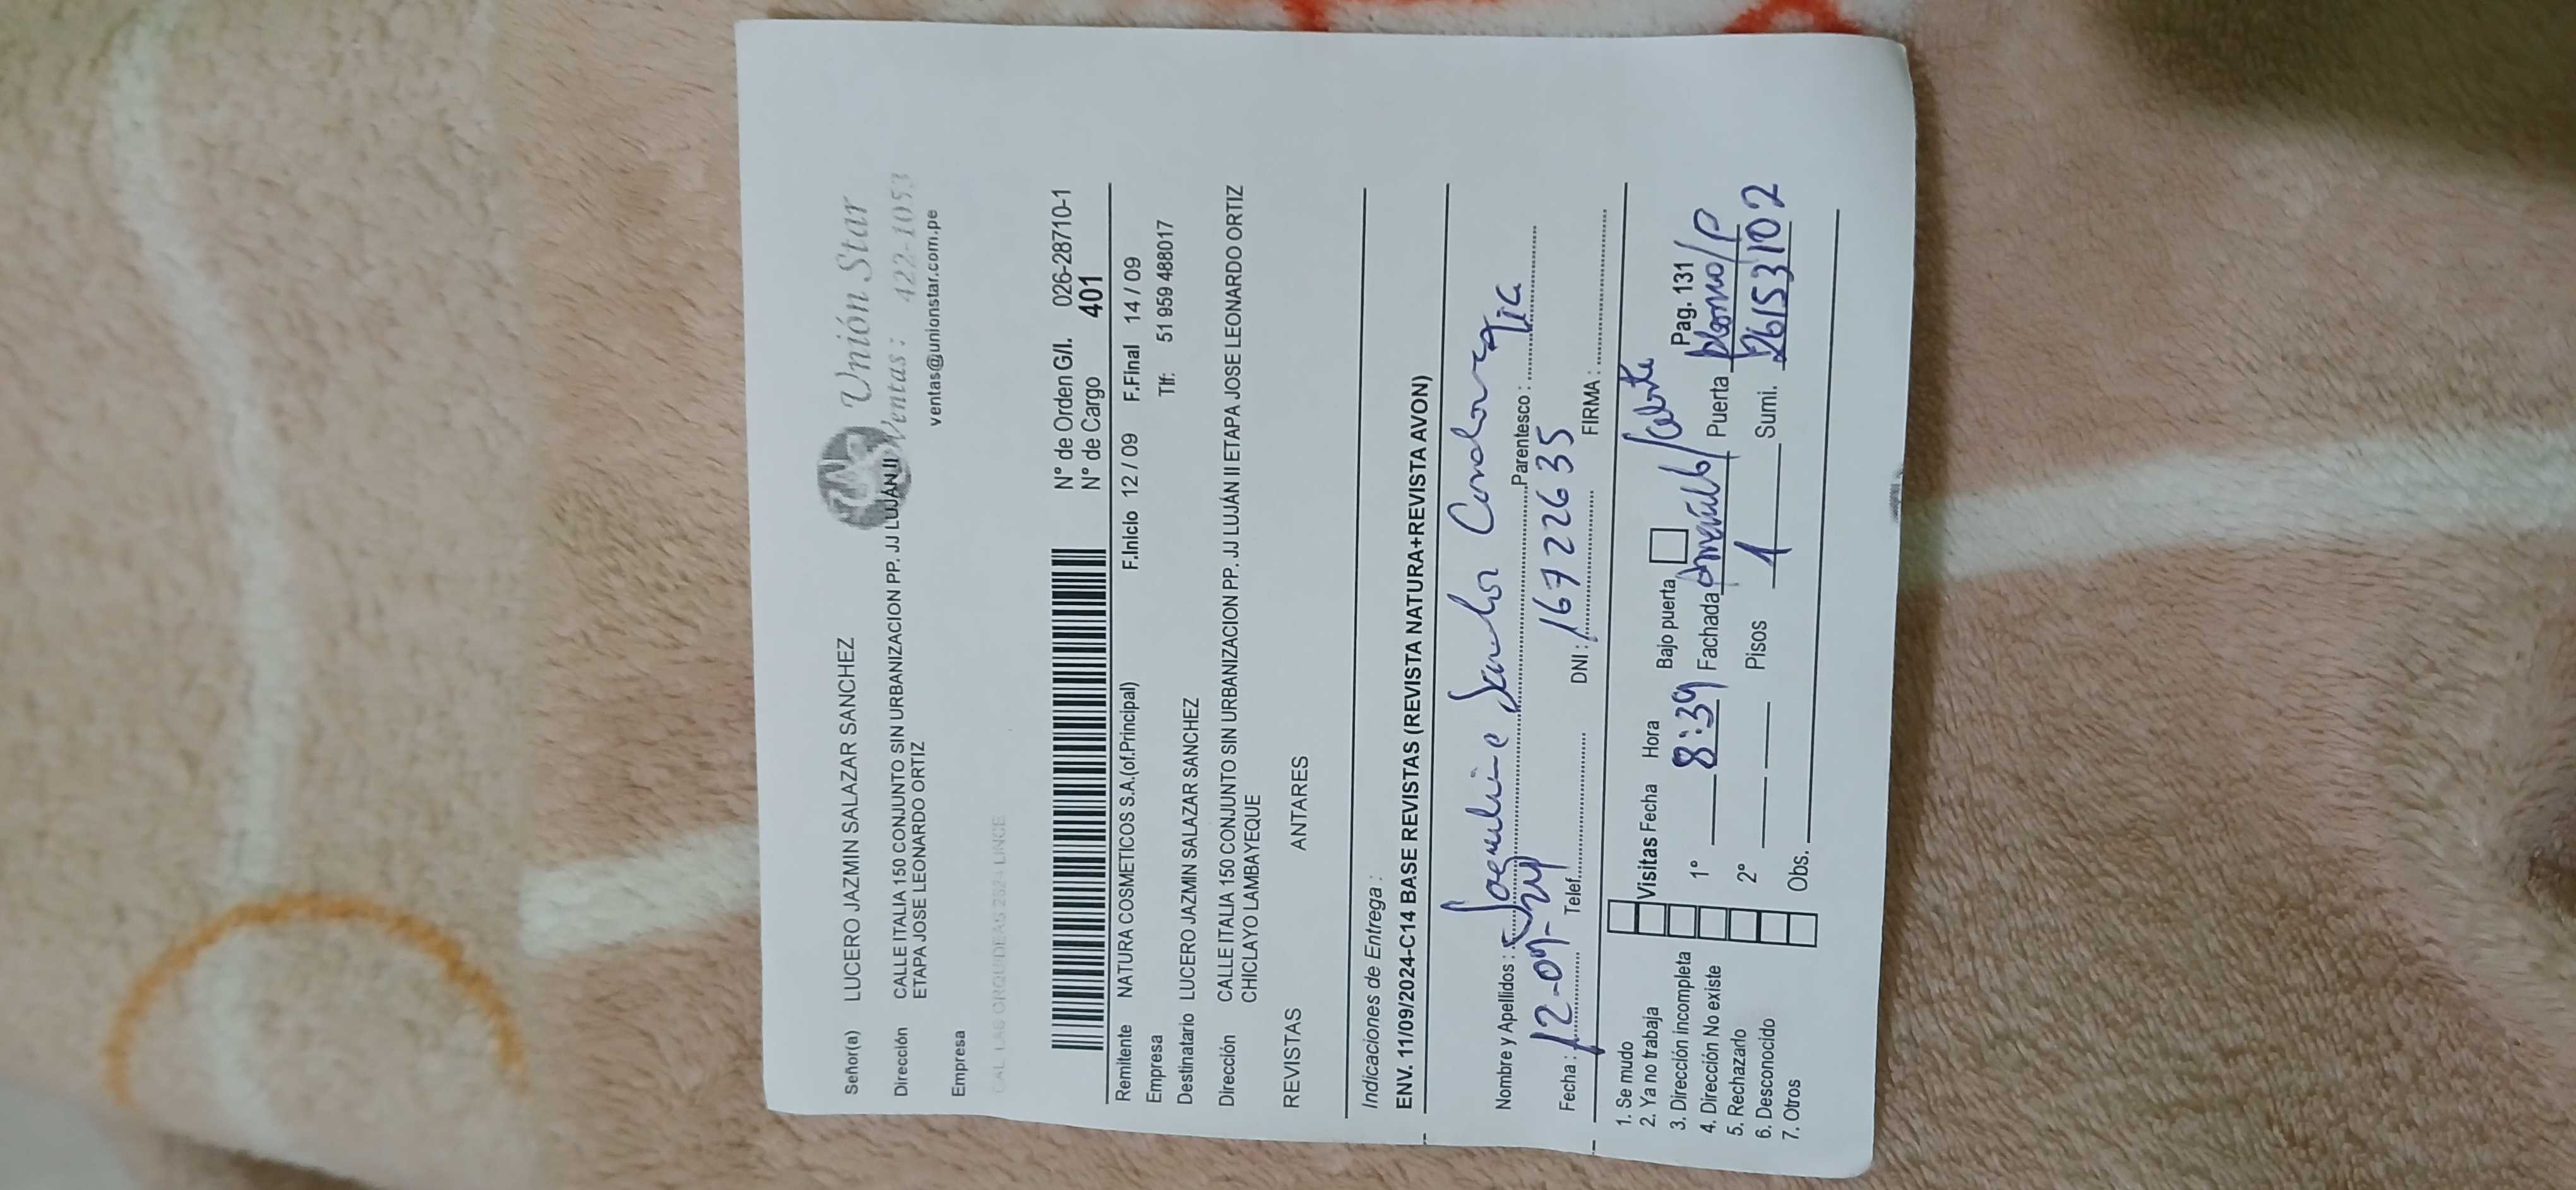 Unión Star
Ventas: 422-1053
ventas@unionstar.com.pe
Señor(a) LUCERO JAZMIN SALAZAR SANCHEZ
Dirección CALLE ITALIA 150 CONJUNTO SIN URBANIZACION PP. JJ LUJÁN II
ETAPA JOSE LEONARDO ORTIZ
Empresa
CAL LAS ORQUIDEAS 2624 LINCE
N° de Orden G/I. 026-28710-1
N° de Cargo 401
Remitente NATURA COSMETICOS S.A.(of.Principal) F.Inicio 12 / 09 F.Final 14 / 09
Empresa Tlf: 51 959 488017
Destinatario LUCERO JAZMIN SALAZAR SANCHEZ
Dirección CALLE ITALIA 150 CONJUNTO SIN URBANIZACION PP. JJ LUJÁN II ETAPA JOSE LEONARDO ORTIZ
CHICLAYO LAMBAYEQUE
REVISTAS ANTARES
Indicaciones de Entrega :
ENV. 11/09/2024-C14 BASE REVISTAS (REVISTA NATURA+REVISTA AVON)
Nombre y Apellidos : Parentesco : Tia
Fecha : 12-09-24 Telef. DNI : 16722635 FIRMA :
1. Se mudo
2. Ya no trabaja
3. Dirección incompleta
4. Dirección No existe
5. Rechazado
6. Desconocido
7. Otros
Visitas Fecha Hora Bajo puerta Pag. 131
1° 8:39 Fachada Puerta
2° Pisos 1 Sumi. 26153102
Obs.